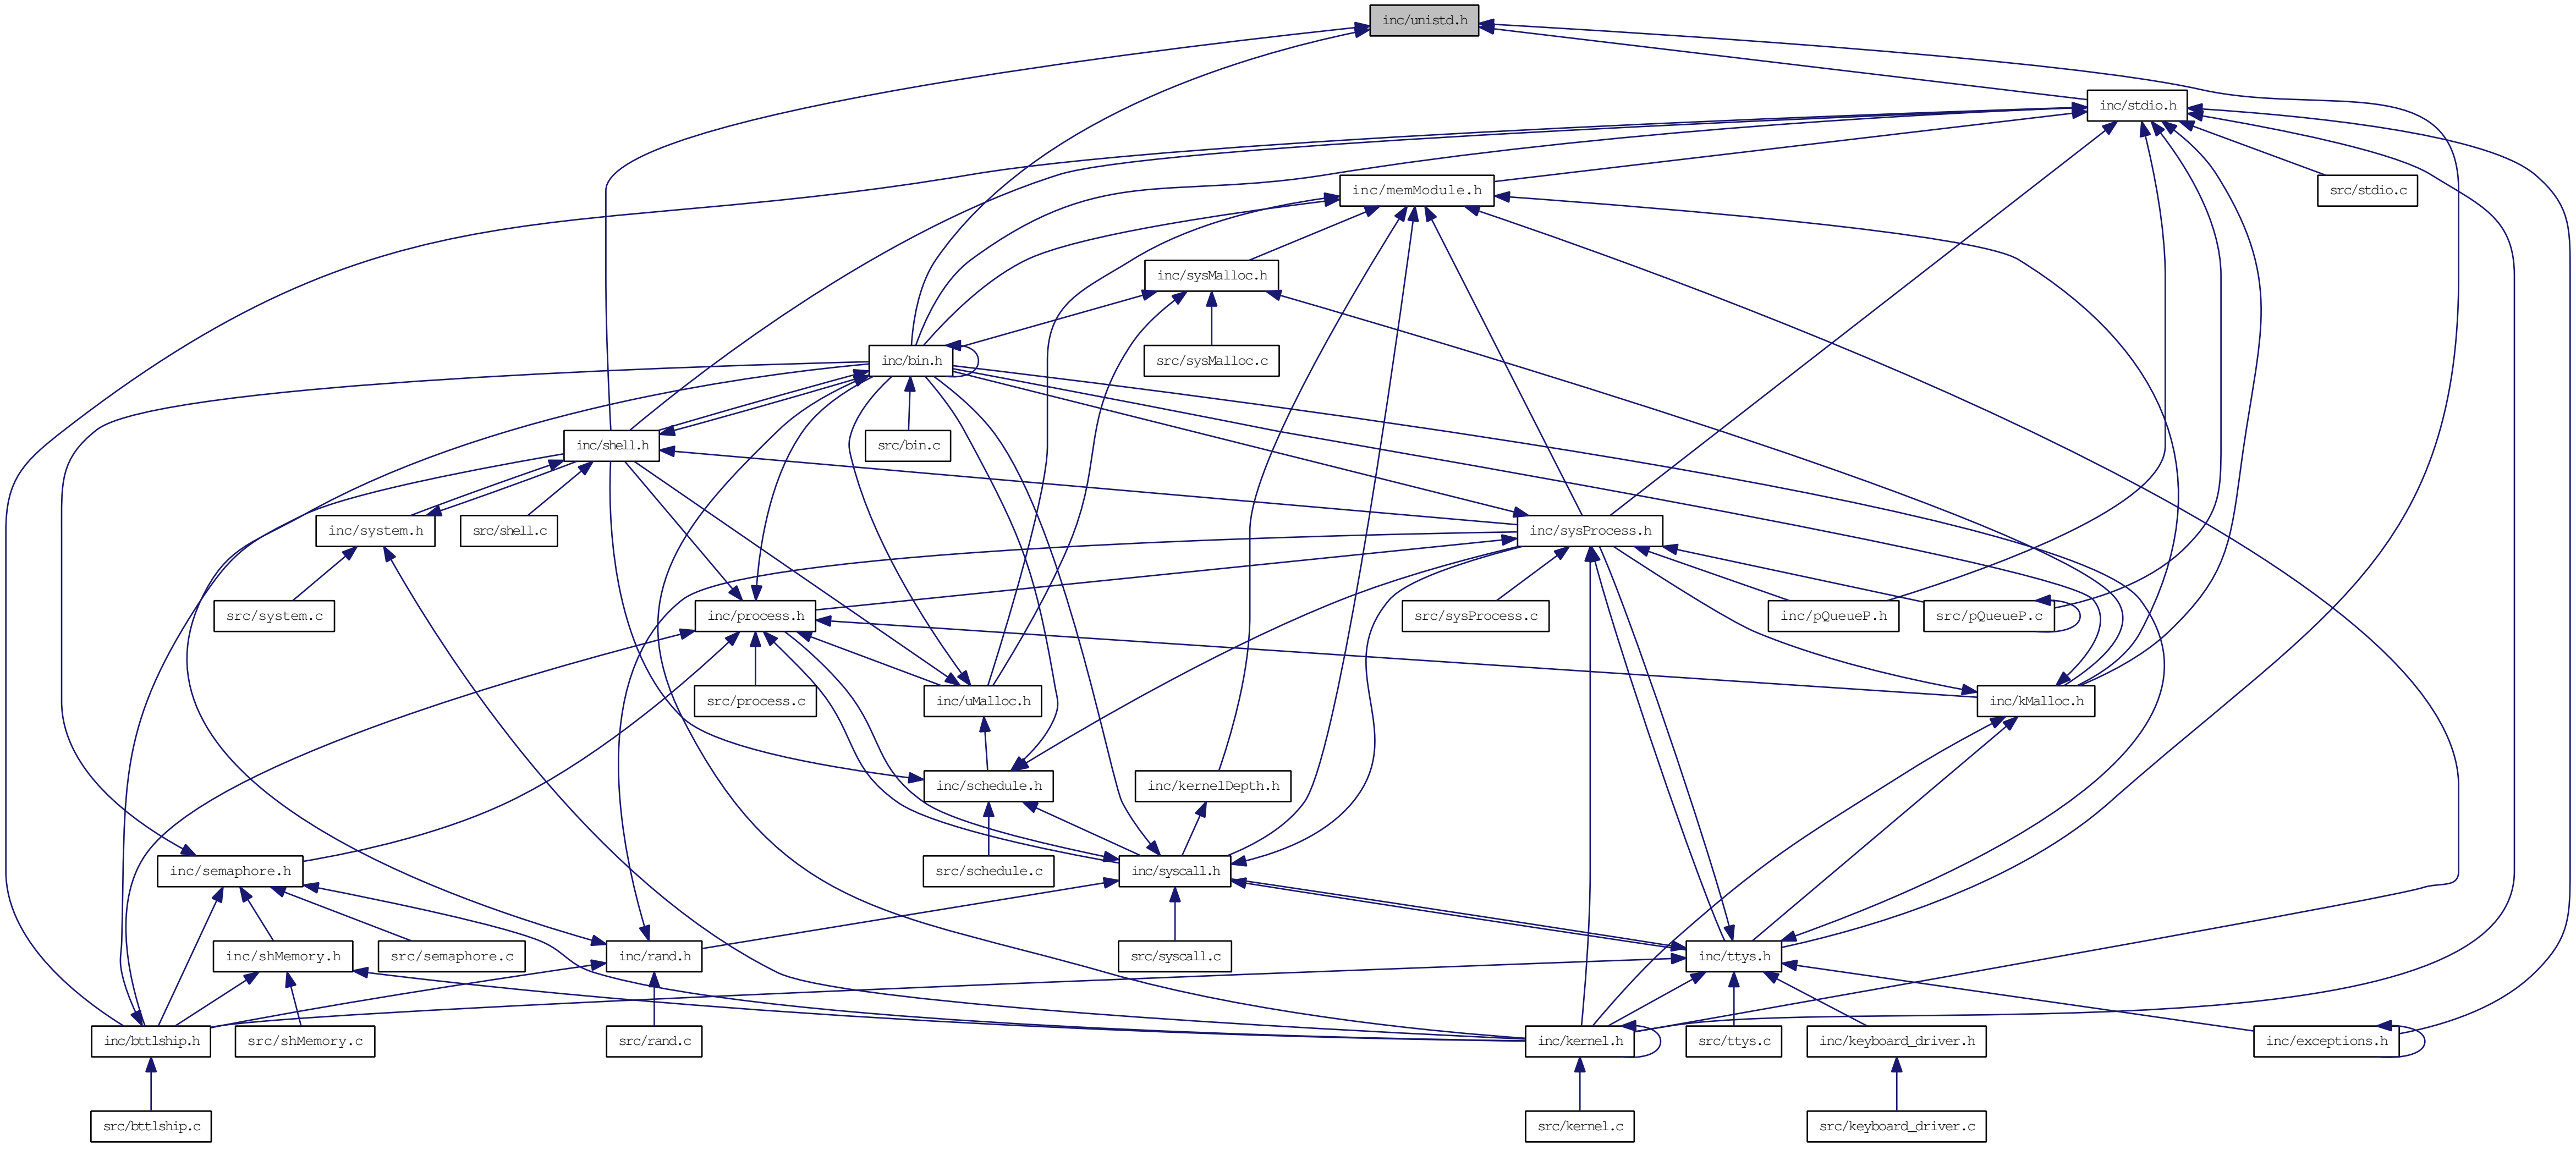 inc/unistd.h
inc/stdio.h
inc/memModule.h
src/stdio.c
inc/sysMalloc.h
inc/bin.h
src/sysMalloc.c
inc/shell.h
src/bin.c
inc/system.h
src/shell.c
inc/sysProcess.h
src/system.c
inc/process.h
src/sysProcess.c
inc/pQueueP.h
src/pQueueP.c
src/process.c
inc/uMalloc.h
inc/kMalloc.h
inc/schedule.h
inc/kernelDepth.h
inc/semaphore.h
src/schedule.c
inc/syscall.h
inc/shMemory.h
src/semaphore.c
inc/rand.h
src/syscall.c
inc/ttys.h
inc/bttlship.h
src/shMemory.c
src/rand.c
inc/kernel.h
src/ttys.c
inc/keyboard_driver.h
inc/exceptions.h
src/bttlship.c
src/kernel.c
src/keyboard_driver.c